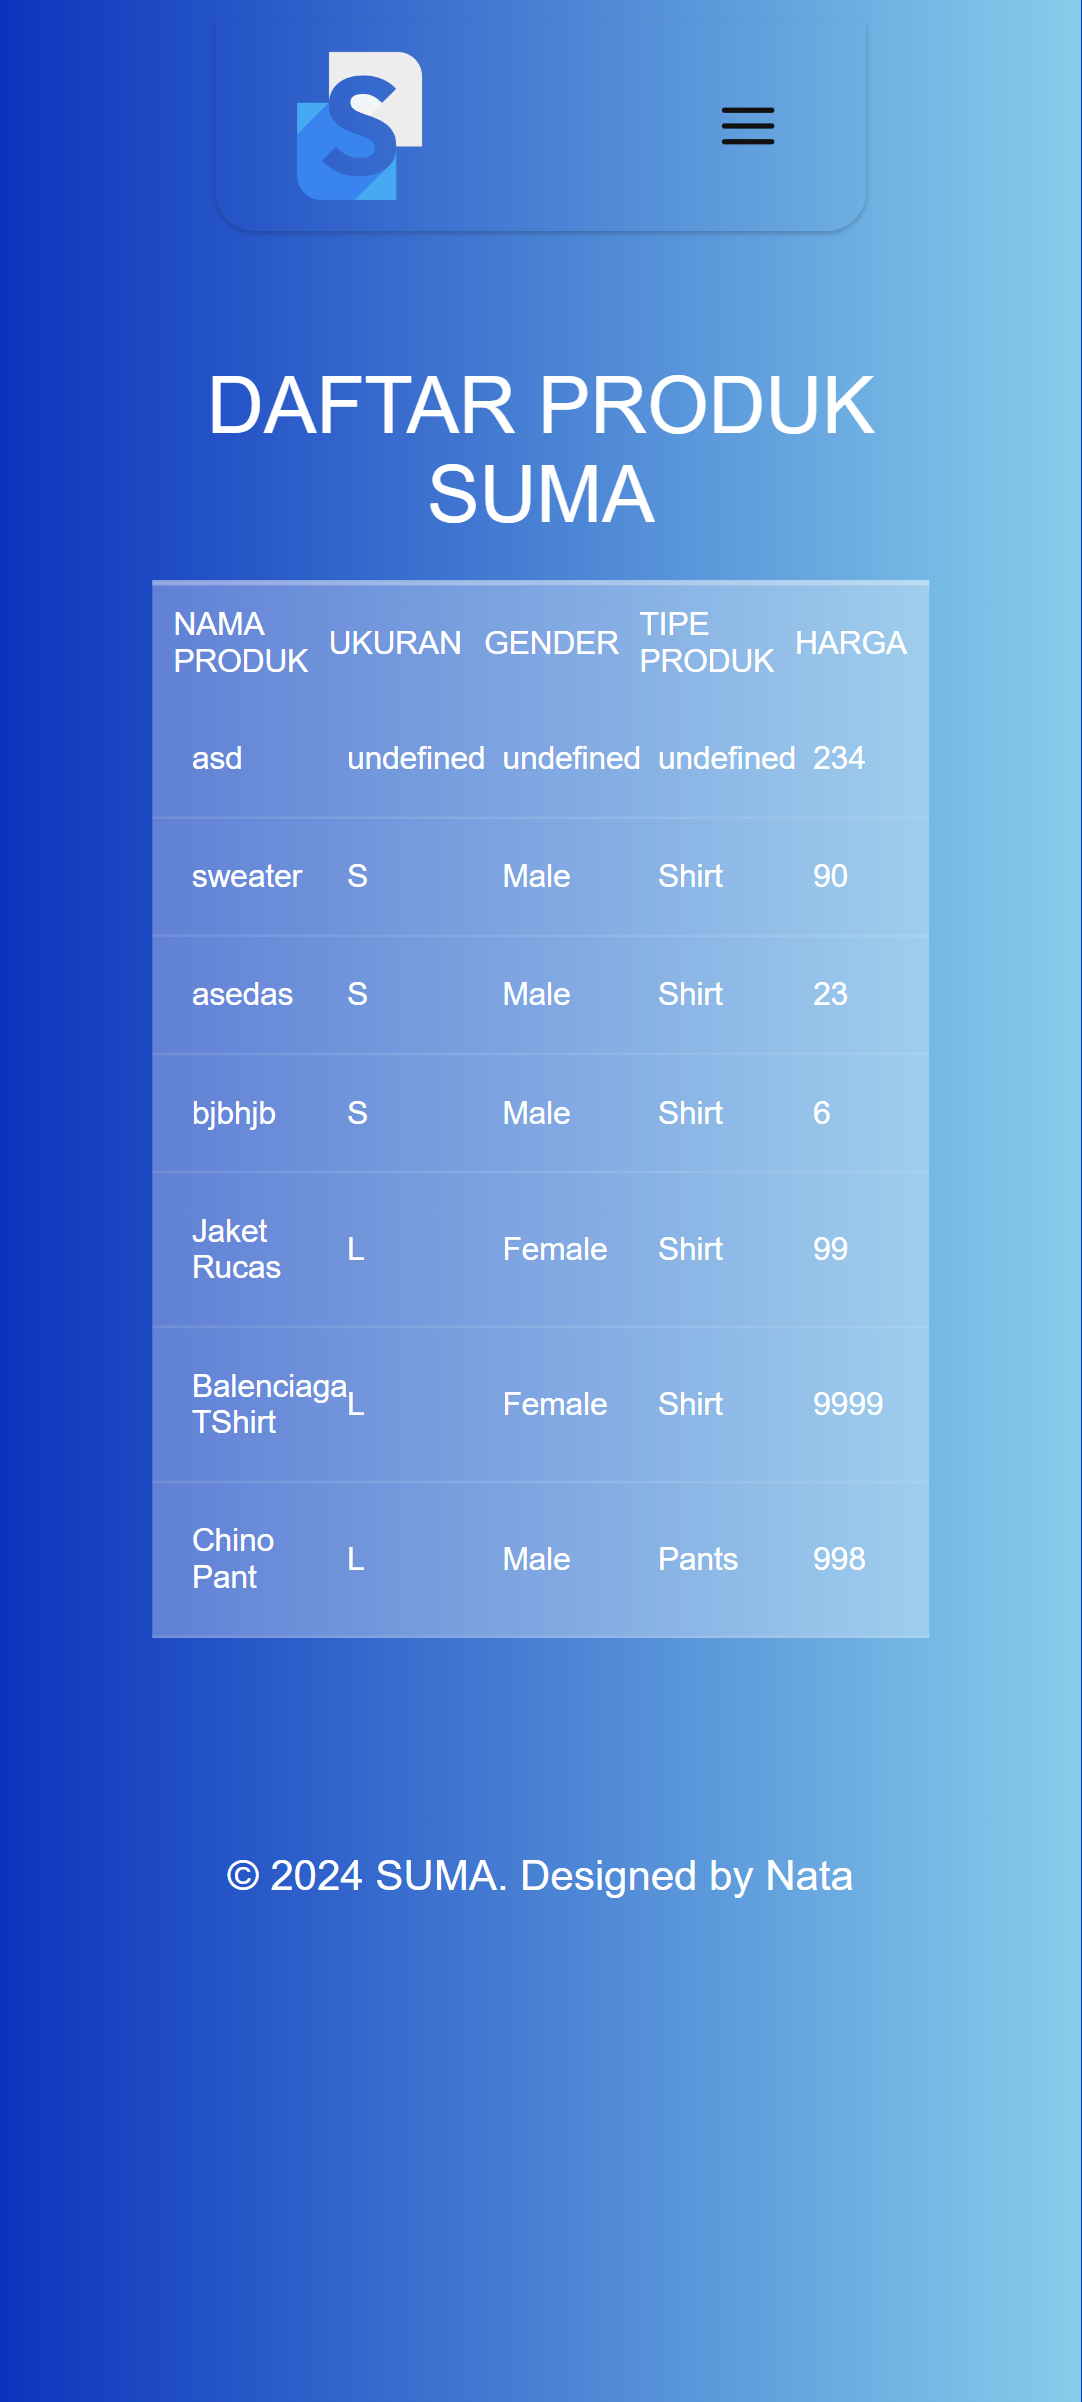 S
DAFTAR PRODUK
SUMA
NAMA PRODUK UKURAN GENDER TIPE PRODUK HARGA
asd undefined undefined undefined 234
sweater S Male Shirt 90
asedas S Male Shirt 23
bjbhjb S Male Shirt 6
Jaket Rucas L Female Shirt 99
Balenciaga TShirt L Female Shirt 9999
Chino Pant L Male Pants 998
© 2024 SUMA. Designed by Nata